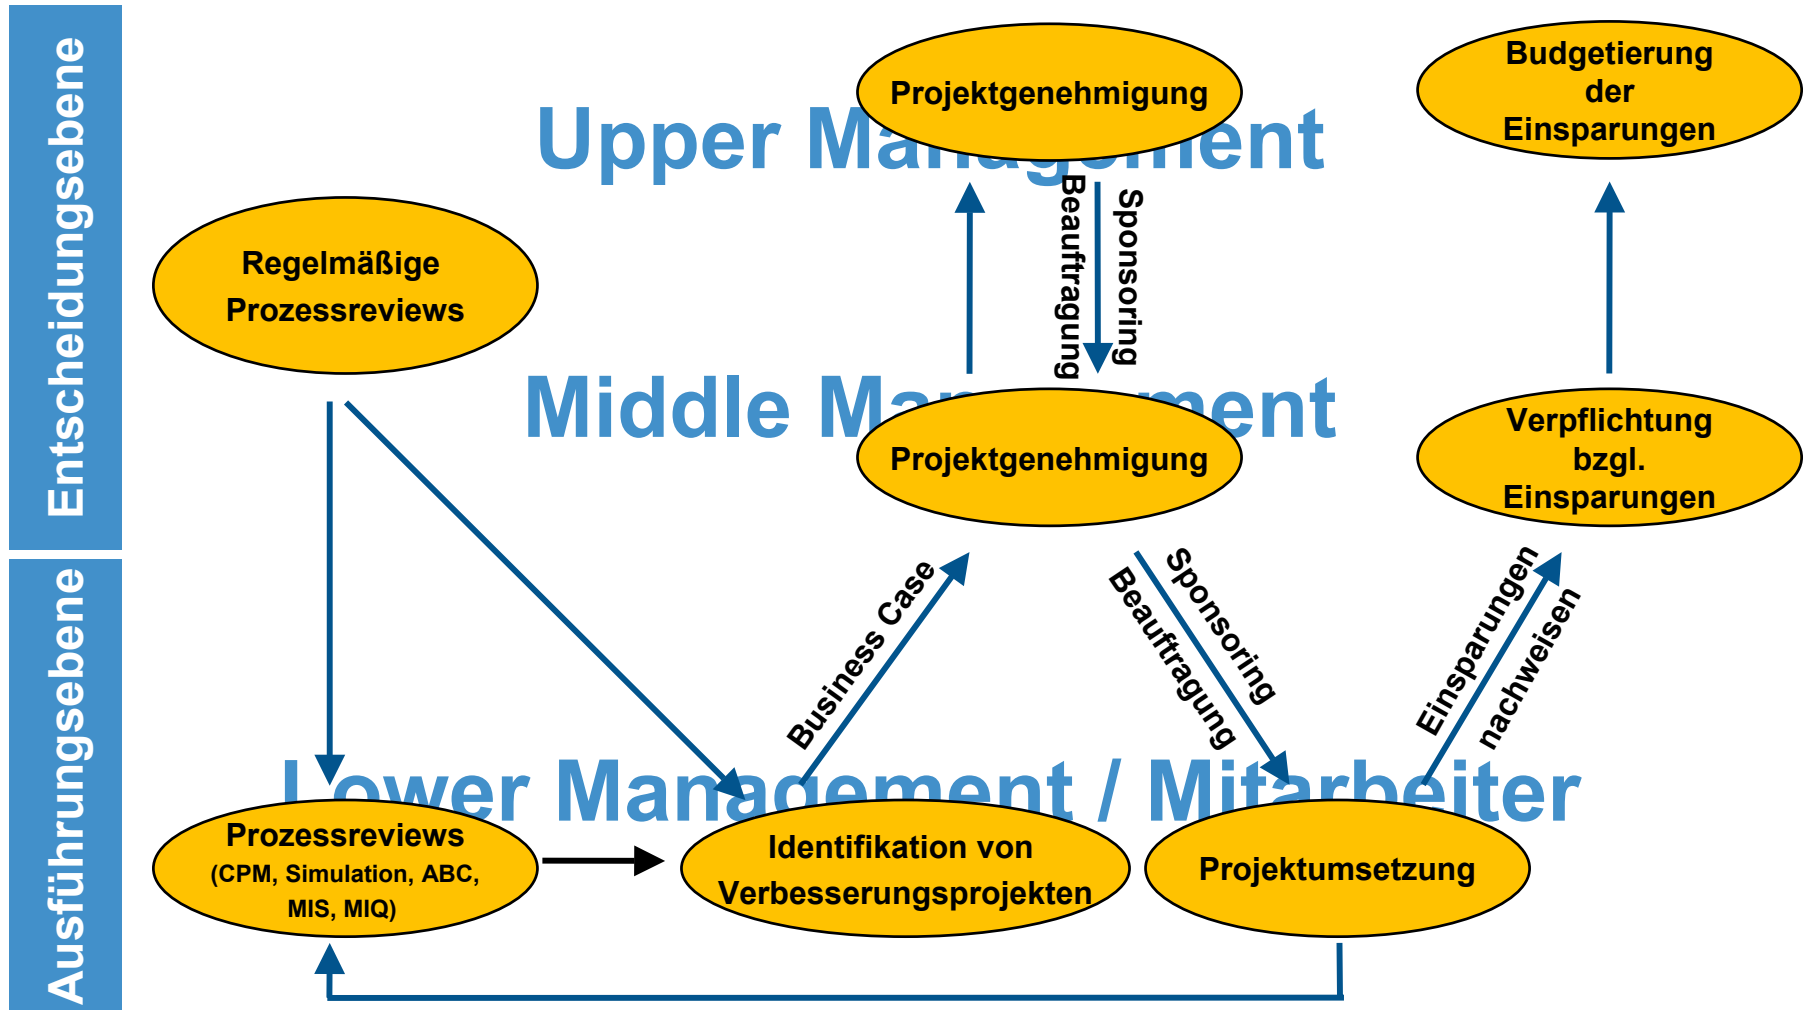 Entscheidungsebene
Ausführungsebene
Upper Management
Projektgenehmigung
Budgetierung
der
Einsparungen
Regelmäßige
Prozessreviews
Beauftragung
Sponsoring
Middle Management
Projektgenehmigung
Verpflichtung
bzgl.
Einsparungen
Business Case
Sponsoring
Beauftragung
Einsparungen
nachweisen
Lower Management / Mitarbeiter
Prozessreviews
(CPM, Simulation, ABC,
MIS, MIQ)
Identifikation von
Verbesserungsprojekten
Projektumsetzung